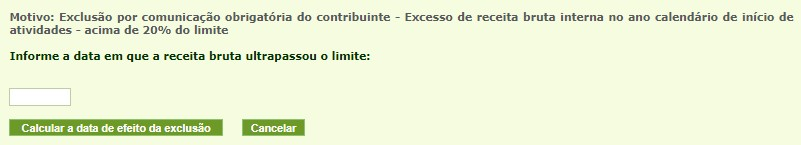 Motivo: Exclusão por comunicação obrigatória do contribuinte - Excesso de receita bruta interna no ano calendário de início de
atividades - acima de 20% do limite
Informe a data em que a receita bruta ultrapassou o limite:
Calcular a data de efeito da exclusão Cancelar